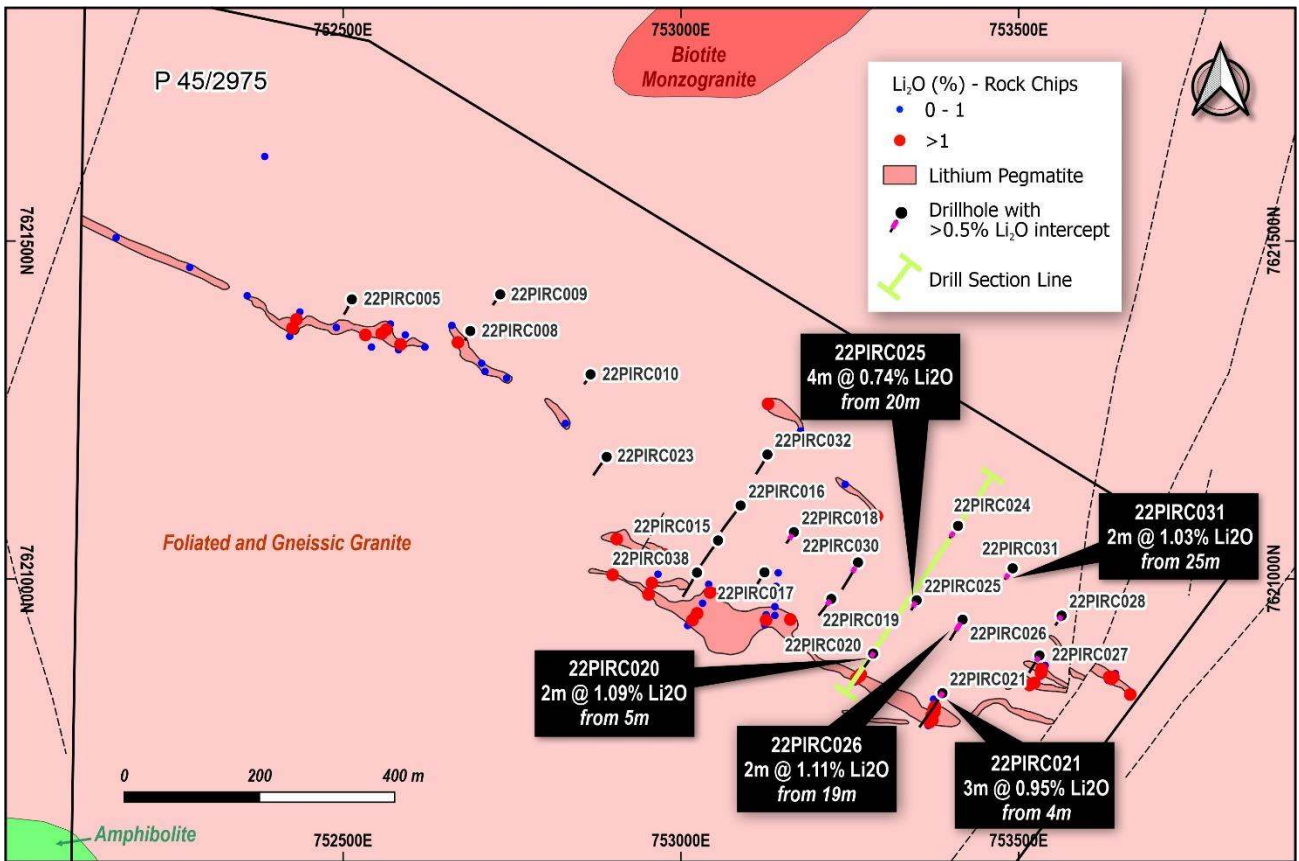 752500E
753000E
753500E
Biotite
Monzogranite
P 45/2975
Li₂O (%) - Rock Chips
0 - 1
>1
Lithium Pegmatite
Drillhole with
>0.5% Li₂O intercept
Drill Section Line
7621500N
7621500N
22PIRC005
22PIRC009
22PIRC008
22PIRC010
22PIRC025
4m @ 0.74% Li2O
from 20m
22PIRC023
22PIRC032
22PIRC016
22PIRC015
22PIRC018
22PIRC024
22PIRC031
2m @ 1.03% Li2O
from 25m
Foliated and Gneissic Granite
22PIRC038
22PIRC030
22PIRC031
7621000N
7621000N
22PIRC017
22PIRC025
22PIRC019
22PIRC028
22PIRC026
22PIRC020
22PIRC027
22PIRC020
2m @ 1.09% Li2O
from 5m
22PIRC021
22PIRC026
2m @ 1.11% Li2O
from 19m
22PIRC021
3m @ 0.95% Li2O
from 4m
0
200
400 m
Amphibolite
752500E
753000E
753500E